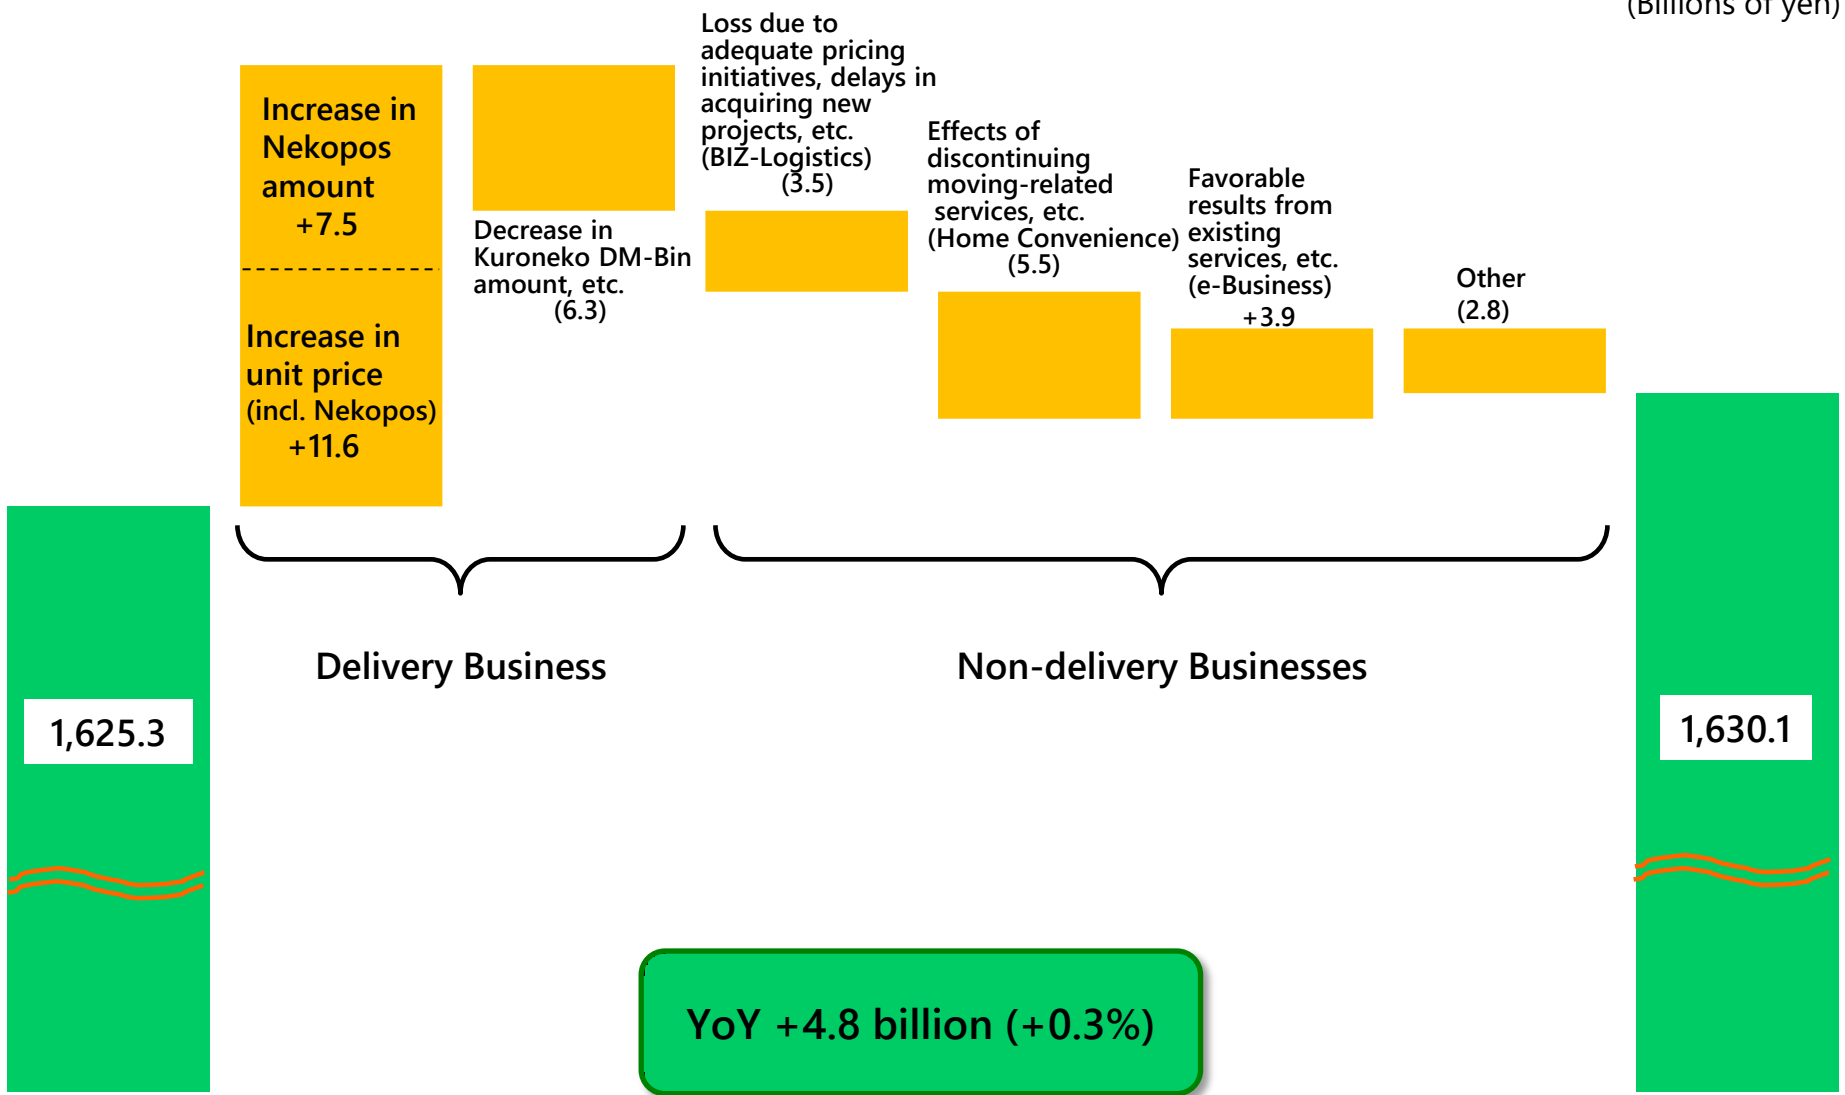 (Billions of yen)
Loss due to
adequate pricing
initiatives, delays in
acquiring new
projects, etc.
(BIZ-Logistics)
(3.5)
Increase in
Nekopos
amount
+7.5
Increase in
unit price
(incl. Nekopos)
+11.6
Decrease in
Kuroneko DM-Bin
amount, etc.
(6.3)
Effects of
discontinuing
moving-related
services, etc.
(Home Convenience)
(5.5)
Favorable
results from
existing
services, etc.
(e-Business)
+3.9
Other
(2.8)
Delivery Business
Non-delivery Businesses
1,625.3
1,630.1
YoY +4.8 billion (+0.3%)